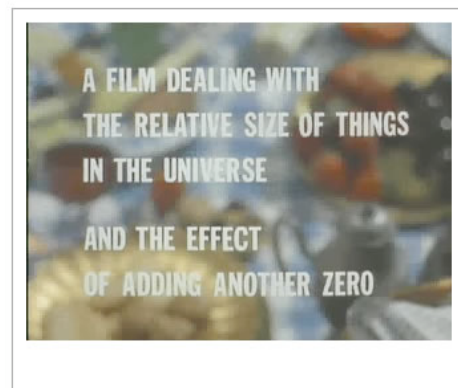 A FILM DEALING WITH
THE RELATIVE SIZE OF THINGS
IN THE UNIVERSE
AND THE EFFECT
OF ADDING ANOTHER ZERO